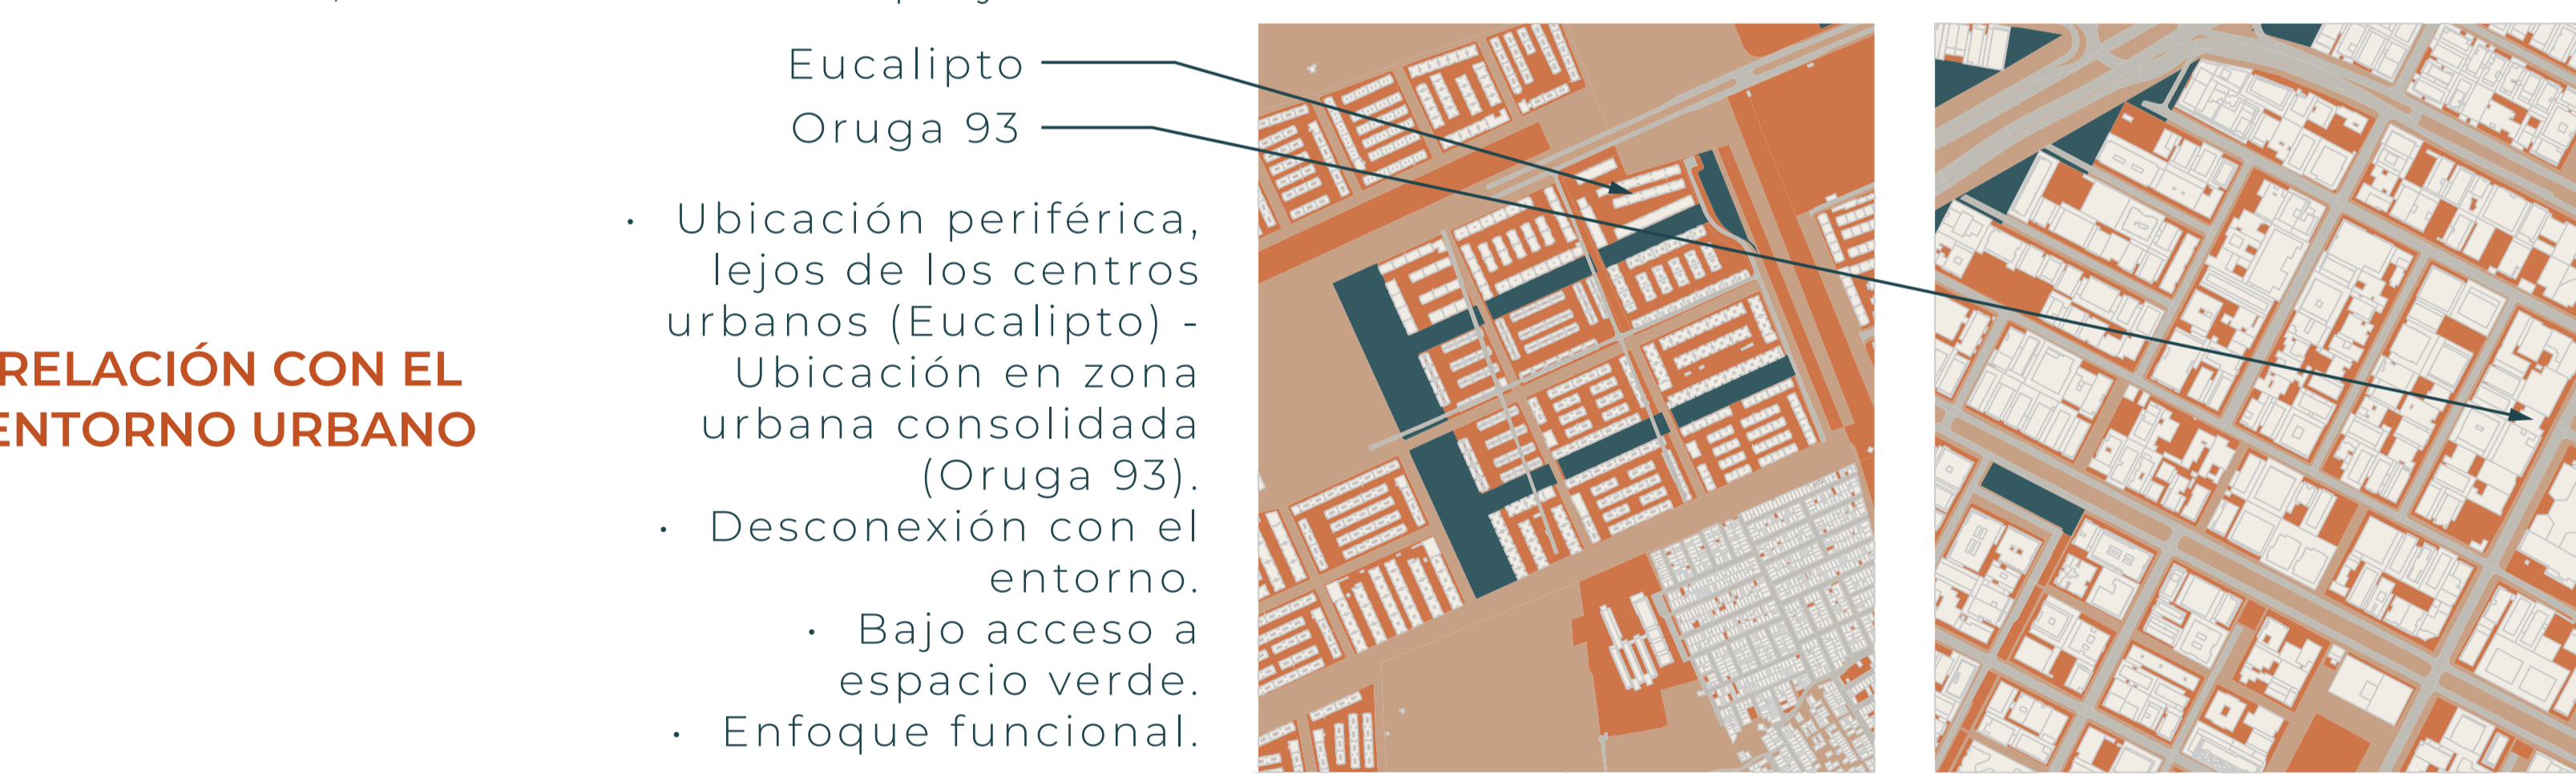 Eucalipto
Oruga 93
RELACIÓN CON EL
ENTORNO URBANO
· Ubicación periférica,
lejos de los centros
urbanos (Eucalipto) -
Ubicación en zona
urbana consolidada
(Oruga 93).
· Desconexión con el
entorno.
· Bajo acceso a
espacio verde.
· Enfoque funcional.